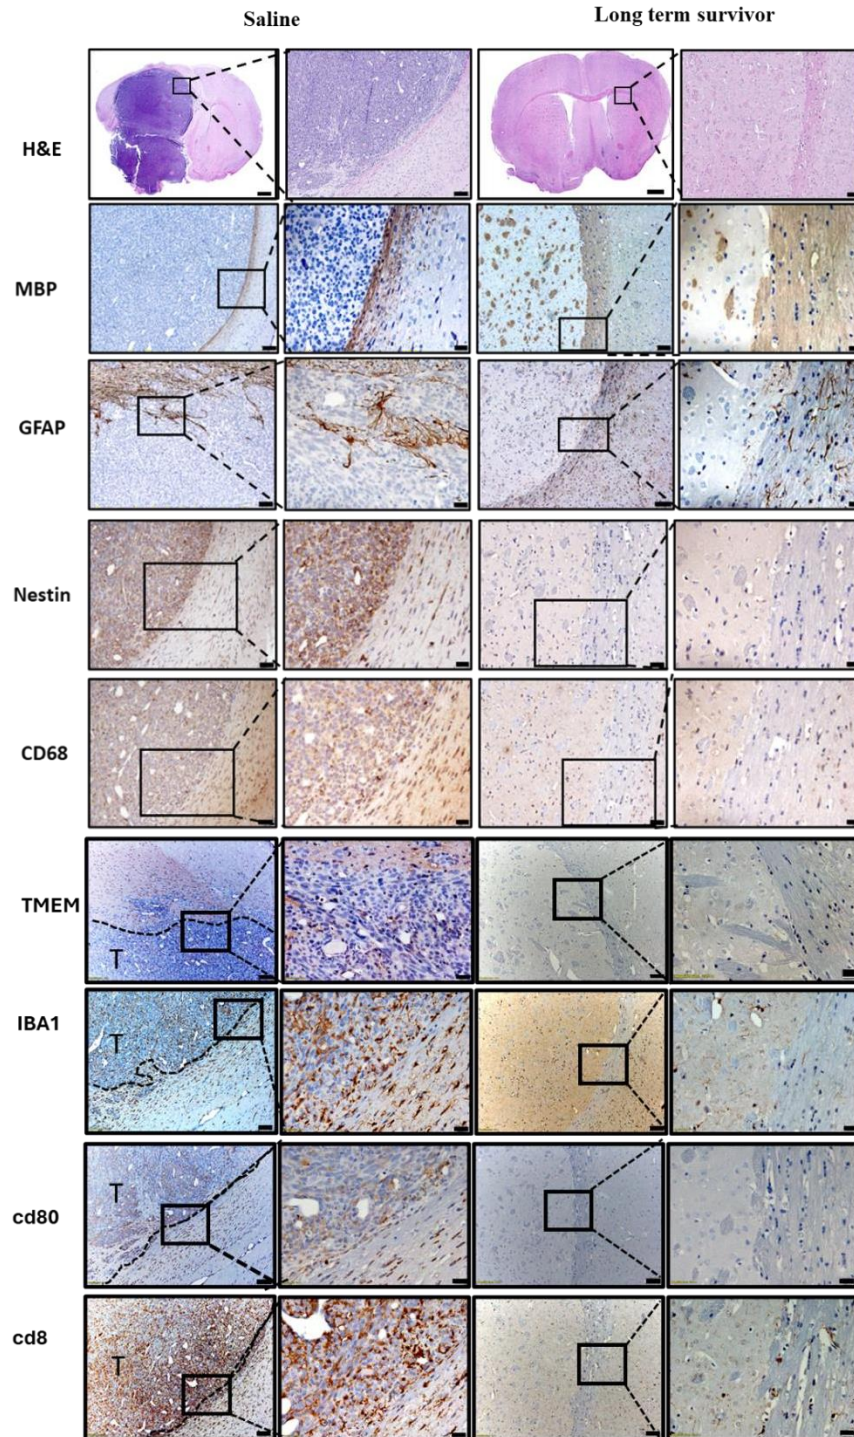 Saline Long term survivor
H&E
MBP
GFAP
Nestin
CD68
TMEM
T
IBA1
T
cd80
T
cd8
T